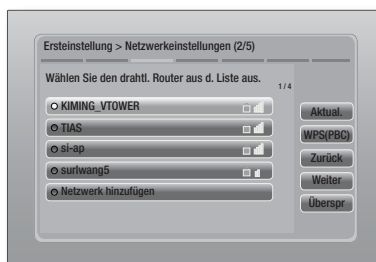 Ersteinstellung > Netzwerkeinstellungen (2/5)
Wählen Sie den drahtl. Router aus d. Liste aus.
1/4
KIMING_VTOWER
TIAS
si-ap
surlwang5
Netzwerk hinzufügen
Aktual.
WPS(PBC)
Zurück
Weiter
Überspr